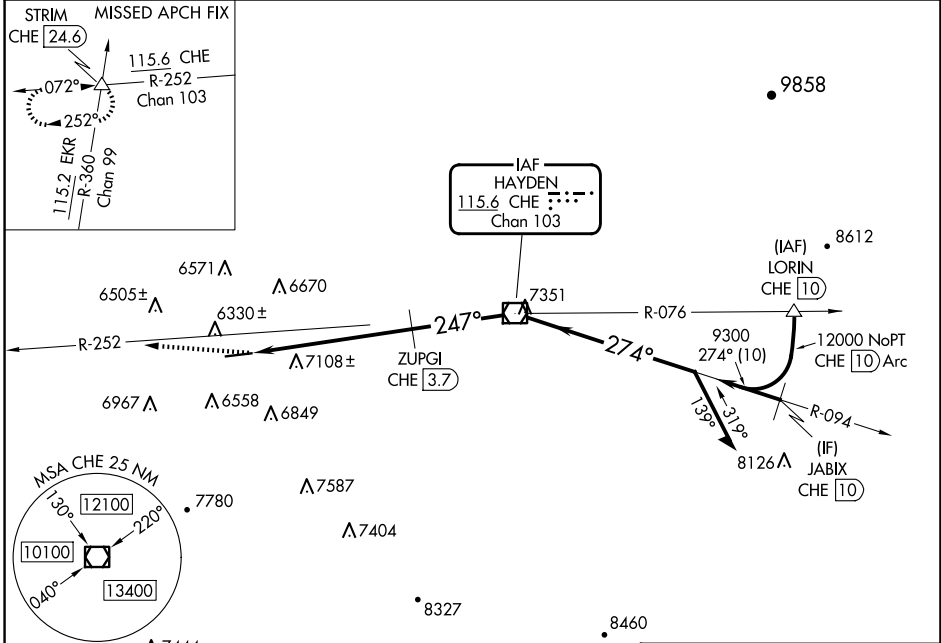 STRIM
CHE 24.6
MISSED APCH FIX
115.6 CHE
R-252
Chan 103
072°
252°
115.2 EKR
R-360
Chan 99
9858
IAF
HAYDEN
115.6 CHE
Chan 103
8612
(IAF)
LORIN
CHE 10
6571
6670
6505±
6330±
7351
R-076
247°
R-252
7108±
ZUPGI
CHE 3.7
274°
9300
274° (10)
12000 NoPT
CHE 10 Arc
6967
6558
6849
139°
319°
R-094
8126
(IF)
JABIX
CHE 10
MSA CHE 25 NM
130°
12100
220°
10100
040°
13400
7780
7587
7404
8327
8460